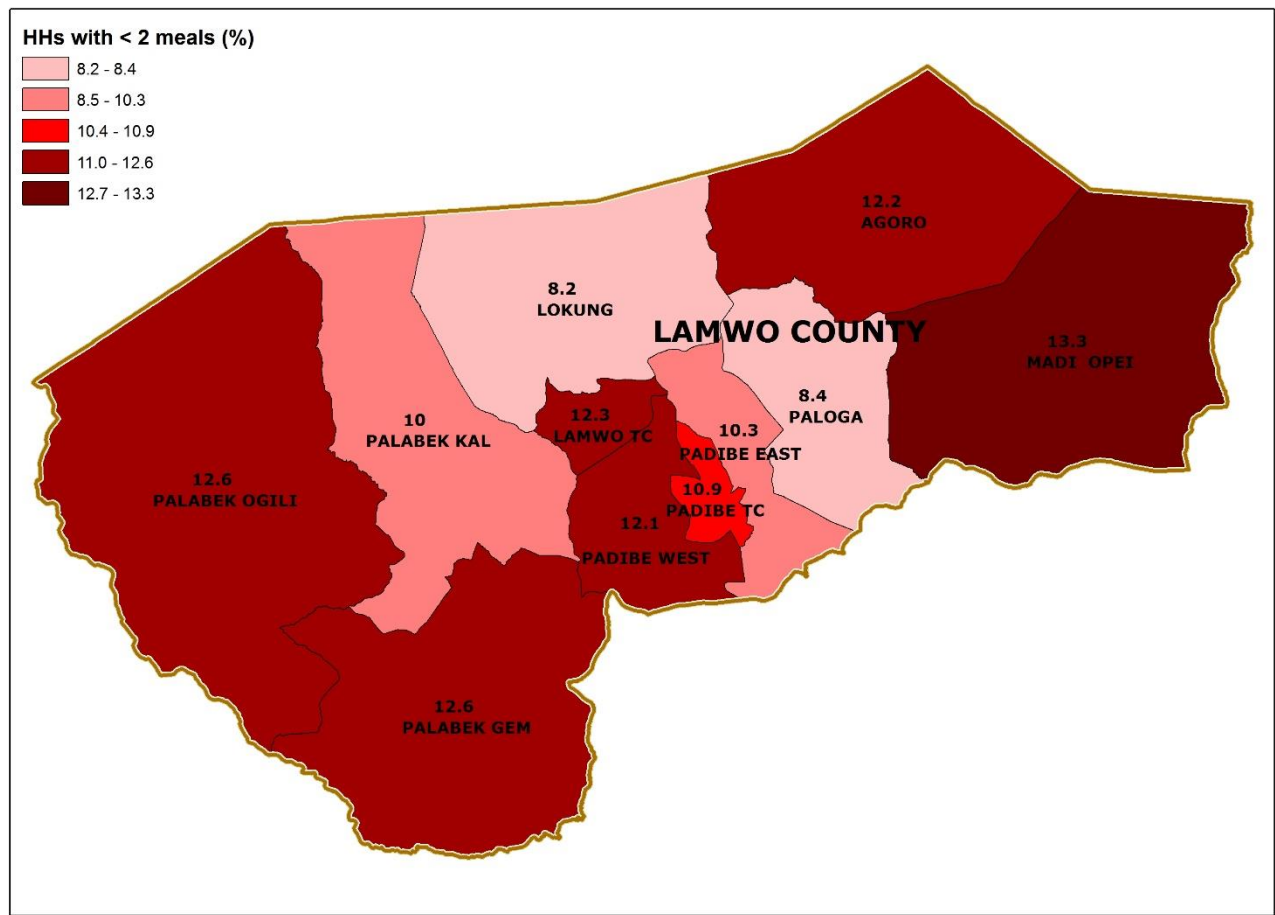 HHs with < 2 meals (%)
8.2 - 8.4
8.5 - 10.3
10.4 - 10.9
11.0 - 12.6
12.7 - 13.3
12.2
AGORO
8.2
LOKUNG
LAMWO COUNTY
13.3
MADI OPEI
8.4
PALOGA
12.3
LAMWO TC
10
PALABEK KAL
10.3
PADIBE EAST
12.6
PALABEK OGILI
10.9
PADIBE TC
12.1
PADIBE WEST
12.6
PALABEK GEM